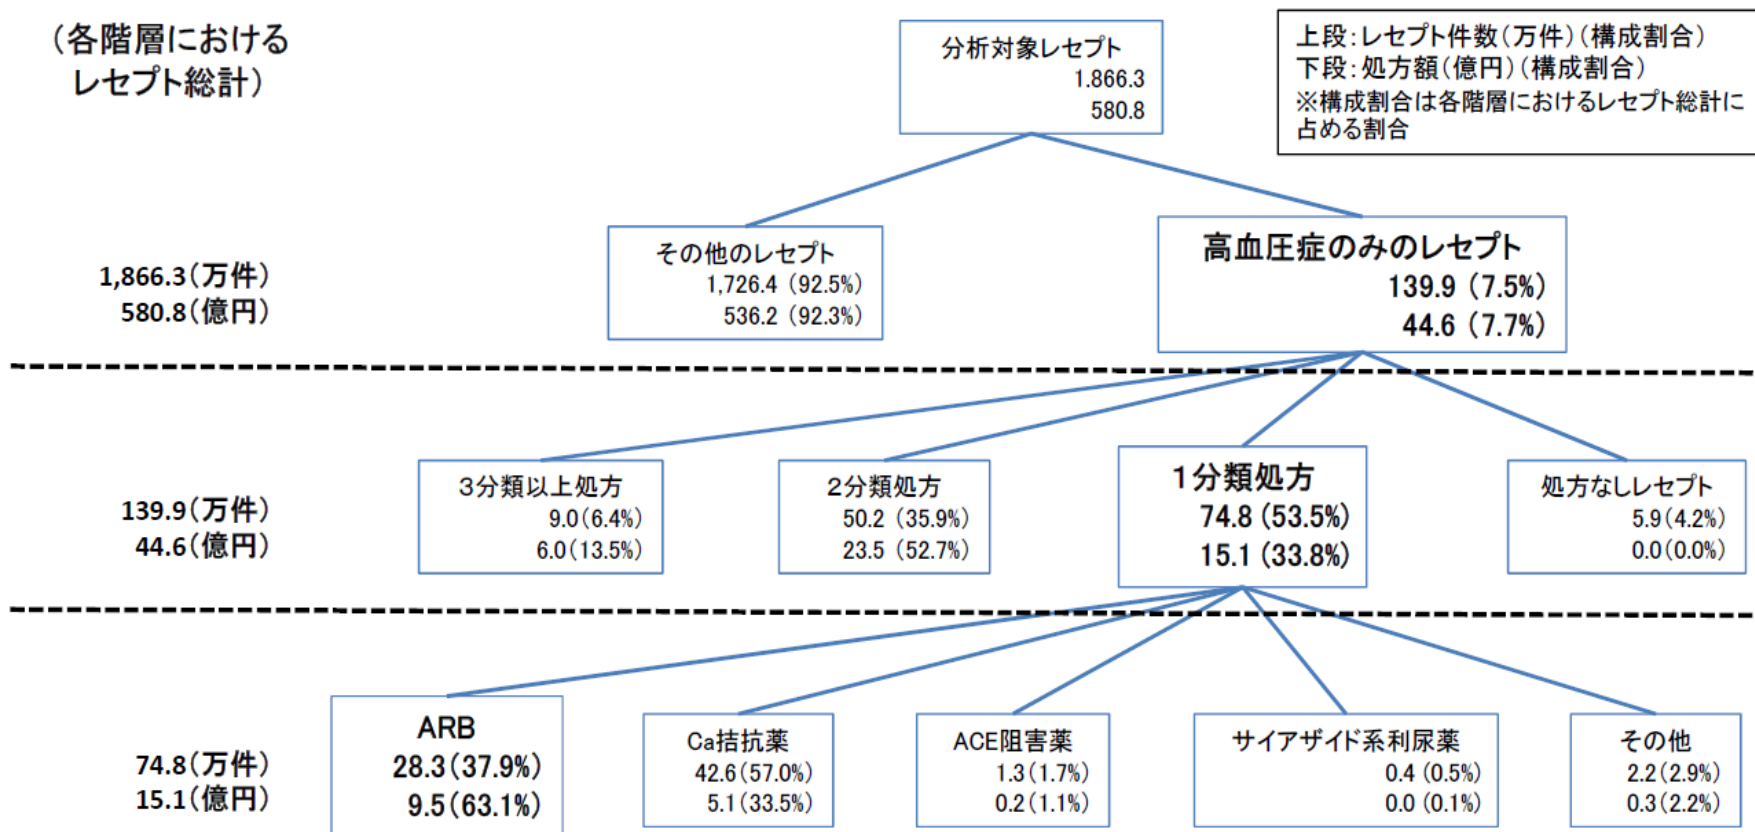 (各階層における
レセプト総計)
分析対象レセプト
1.866.3
580.8
上段:レセプト件数(万件)(構成割合)
下段:処方額(億円)(構成割合)
※構成割合は各階層におけるレセプト総計に
占める割合
1,866.3(万件)
580.8(億円)
その他のレセプト
1,726.4 (92.5%)
536.2 (92.3%)
高血圧症のみのレセプト
139.9 (7.5%)
44.6 (7.7%)
139.9(万件)
44.6(億円)
3分類以上処方
9.0(6.4%)
6.0(13.5%)
2分類処方
50.2 (35.9%)
23.5 (52.7%)
1分類処方
74.8 (53.5%)
15.1 (33.8%)
処方なしレセプト
5.9(4.2%)
0.0(0.0%)
74.8(万件)
15.1(億円)
ARB
28.3(37.9%)
9.5(63.1%)
Ca拮抗薬
42.6(57.0%)
5.1(33.5%)
ACE阻害薬
1.3(1.7%)
0.2(1.1%)
サイアザイド系利尿薬
0.4(0.5%)
0.0 (0.1%)
その他
2.2(2.9%)
0.3(2.2%)